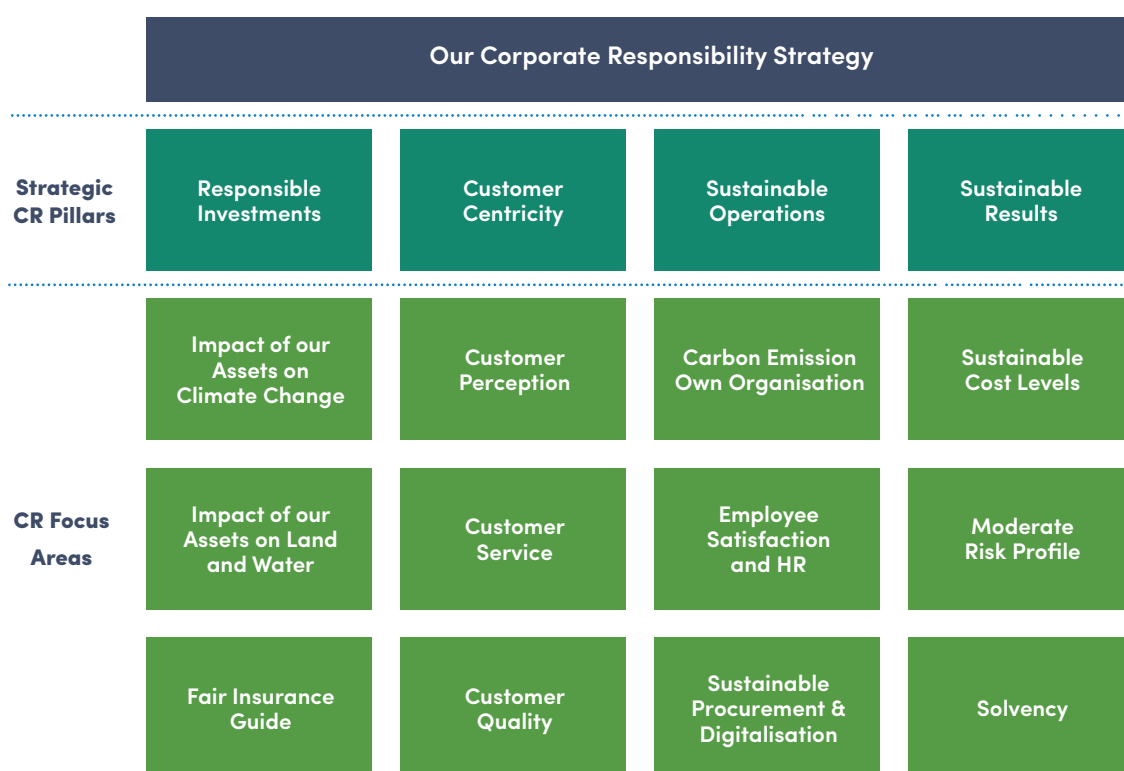 Our Corporate Responsibility Strategy
Strategic
CR Pillars
Responsible
Investments
Customer
Centricity
Sustainable
Operations
Sustainable
Results
CR Focus
Areas
Impact of our
Assets on
Climate Change
Customer
Perception
Carbon Emission
Own Organisation
Sustainable
Cost Levels
Impact of our
Assets on Land
and Water
Customer
Service
Employee
Satisfaction
and HR
Moderate
Risk Profile
Fair Insurance
Guide
Customer
Quality
Sustainable
Procurement &
Digitalisation
Solvency